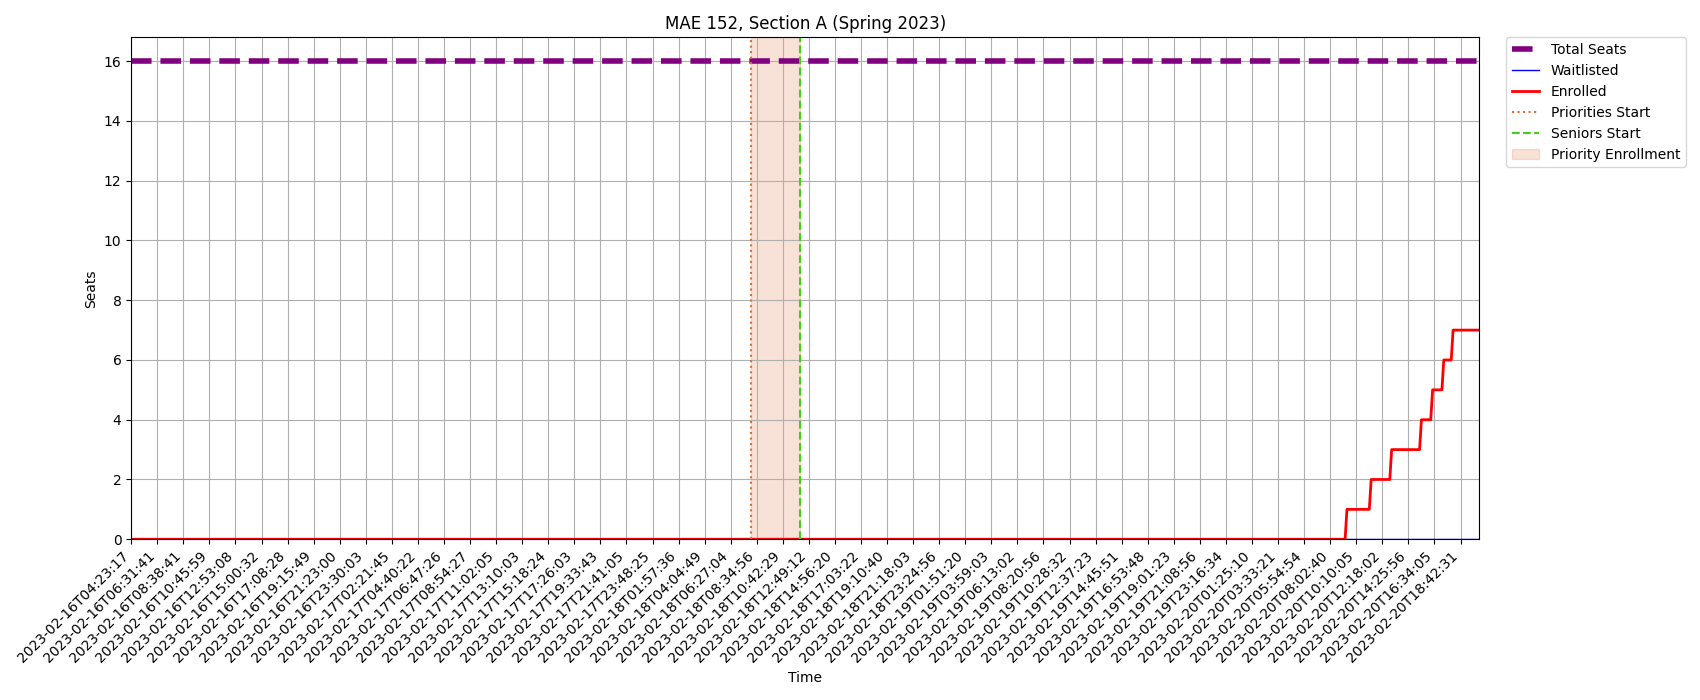 MAE 152, Section A (Spring 2023)
Total Seats
Waitlisted
Enrolled
Priorities Start
Seniors Start
Priority Enrollment
Seats
16
14
12
10
8
6
4
2
0
2023-02-16T04:23:17
2023-02-16T06:31:41
2023-02-16T08:38:41
2023-02-16T10:45:59
2023-02-16T12:53:08
2023-02-16T15:00:32
2023-02-16T17:08:28
2023-02-16T19:15:49
2023-02-16T21:23:00
2023-02-16T23:30:03
2023-02-17T02:21:45
2023-02-17T04:40:22
2023-02-17T06:47:26
2023-02-17T08:54:27
2023-02-17T11:02:05
2023-02-17T13:10:03
2023-02-17T15:18:24
2023-02-17T17:26:03
2023-02-17T19:33:43
2023-02-17T21:41:05
2023-02-17T23:48:25
2023-02-18T01:57:36
2023-02-18T04:04:49
2023-02-18T06:27:04
2023-02-18T08:34:56
2023-02-18T10:42:29
2023-02-18T12:49:12
2023-02-18T14:56:20
2023-02-18T17:03:22
2023-02-18T19:10:40
2023-02-18T21:18:03
2023-02-18T23:24:56
2023-02-19T01:51:20
2023-02-19T03:59:03
2023-02-19T06:13:02
2023-02-19T08:20:56
2023-02-19T10:28:32
2023-02-19T12:37:23
2023-02-19T14:45:51
2023-02-19T16:53:48
2023-02-19T19:01:23
2023-02-19T21:08:56
2023-02-19T23:16:34
2023-02-20T01:25:10
2023-02-20T03:33:21
2023-02-20T05:54:54
2023-02-20T08:02:40
2023-02-20T10:10:05
2023-02-20T12:18:02
2023-02-20T14:25:56
2023-02-20T16:34:05
2023-02-20T18:42:31
Time